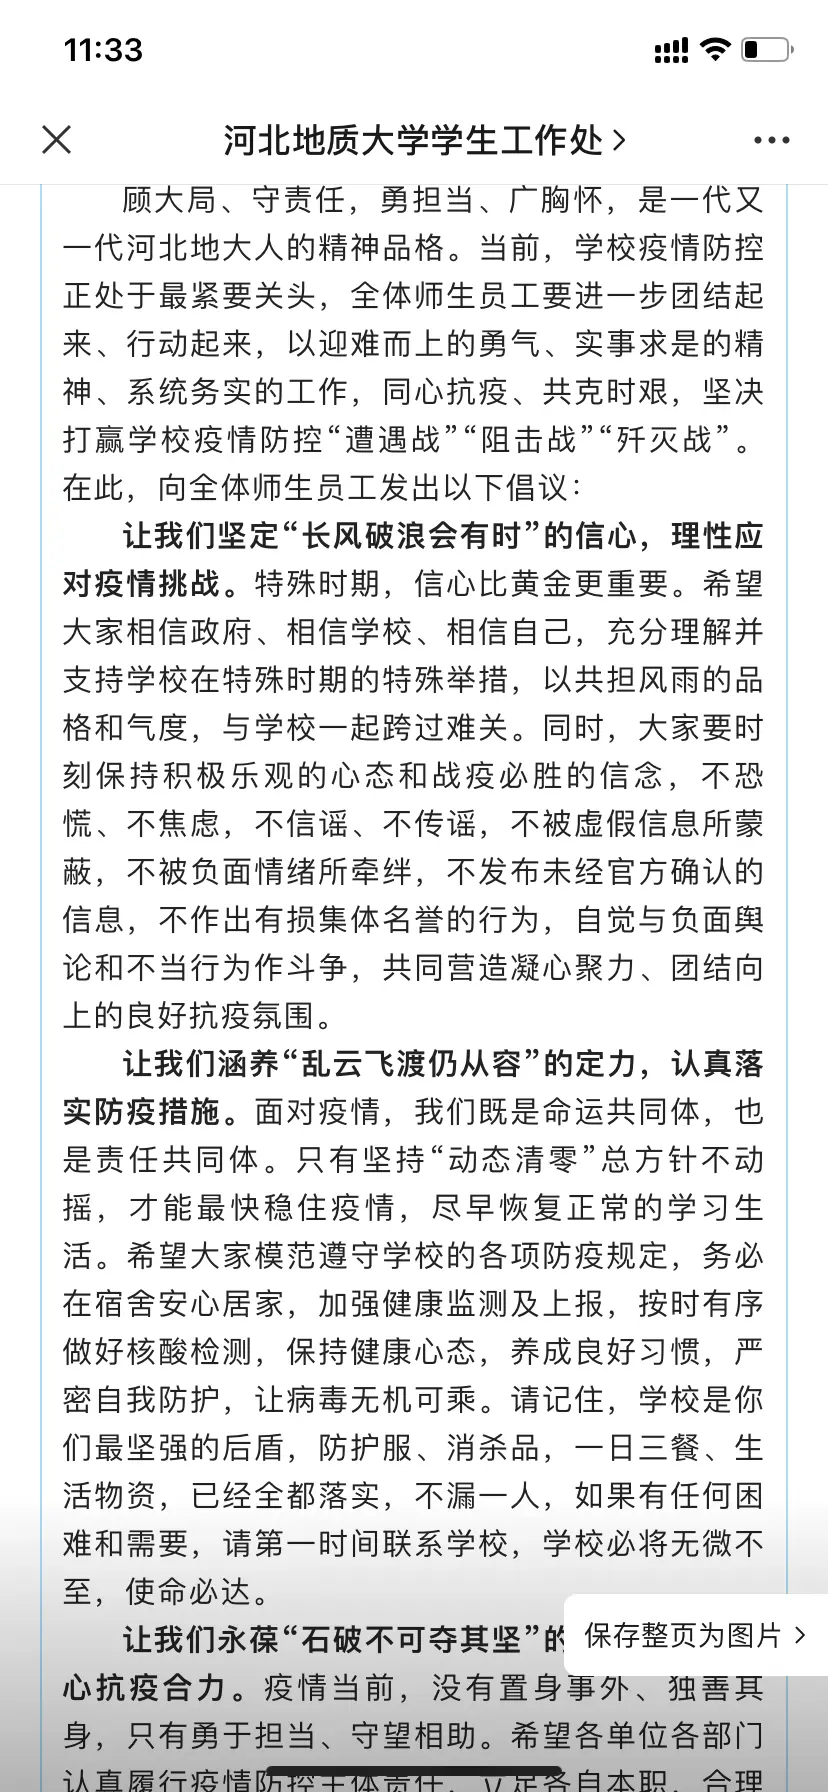 11:33
河北地质大学学生工作处
顾大局、守责任，勇担当、广胸怀，是一代又
一代河北地大人的精神品格。当前，学校疫情防控
正处于最紧要关头，全体师生员工要进一步团结起
来、行动起来，以迎难而上的勇气、实事求是的精
神、系统务实的工作，同心抗疫、共克时艰，坚决
打赢学校疫情防控“遭遇战”“阻击战”“歼灭战”。
在此，向全体师生员工发出以下倡议：
让我们坚定“长风破浪会有时”的信心，理性应
对疫情挑战。特殊时期，信心比黄金更重要。希望
大家相信政府、相信学校、相信自己，充分理解并
支持学校在特殊时期的特殊举措，以共担风雨的品
格和气度，与学校一起跨过难关。同时，大家要时
刻保持积极乐观的心态和战疫必胜的信念，不恐
慌、不焦虑，不信谣、不传谣，不被虚假信息所蒙
蔽，不被负面情绪所牵绊，不发布未经官方确认的
信息，不作出有损集体名誉的行为，自觉与负面舆
论和不当行为作斗争，共同营造凝心聚力、团结向
上的良好抗疫氛围。
让我们涵养“乱云飞渡仍从容”的定力，认真落
实防疫措施。面对疫情，我们既是命运共同体，也
是责任共同体。只有坚持“动态清零”总方针不动
摇，才能最快稳住疫情，尽早恢复正常的学习生
活。希望大家模范遵守学校的各项防疫规定，务必
在宿舍安心居家，加强健康监测及上报，按时有序
做好核酸检测，保持健康心态，养成良好习惯，严
密自我防护，让病毒无机可乘。请记住，学校是你
们最坚强的后盾，防护服、消杀品，一日三餐、生
活物资，已经全都落实，不漏一人，如果有任何困
难和需要，请第一时间联系学校，学校必将无微不
至，使命必达。
让我们永葆“石破不可夺其坚”的
保存整页为图片
心抗疫合力。疫情当前，没有置身事外、独善其
身，只有勇于担当、守望相助。希望各单位各部门
认真履行疫情防控主体责任，立足各自本职，合理